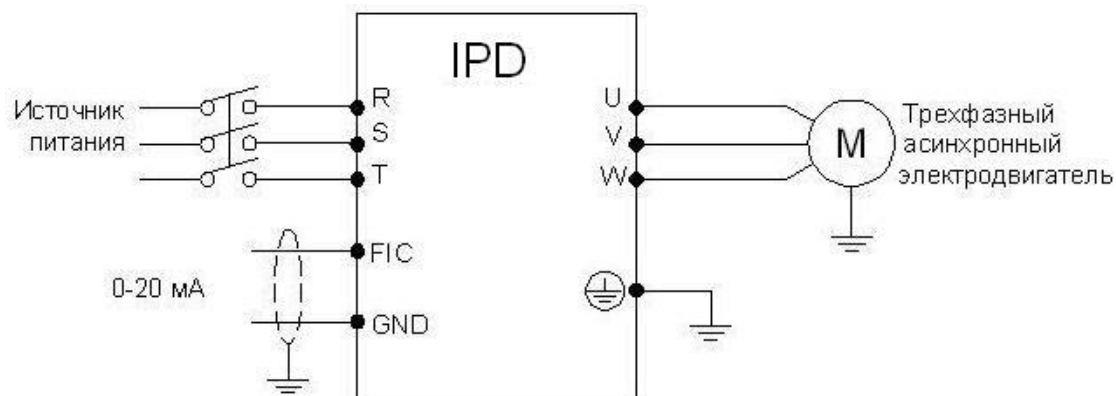 IPD
Источник
питания
R
S
T
U
V
W
M
Трехфазный
асинхронный
электродвигатель
0-20 мА
FIC
GND